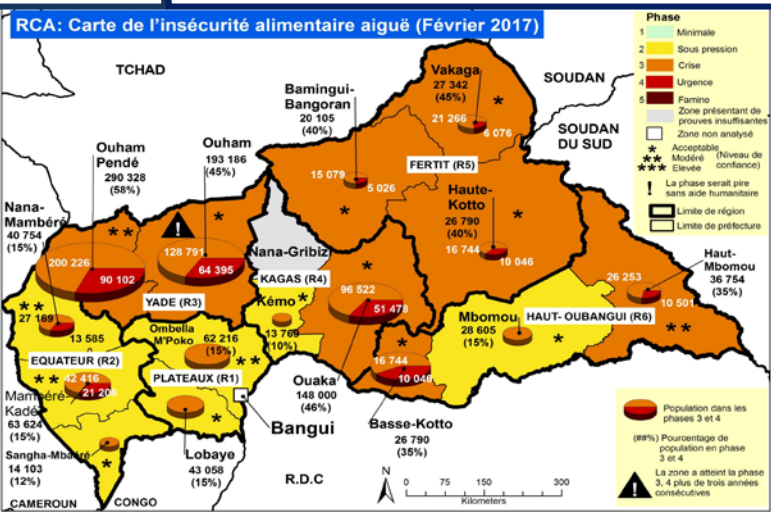 RCA: Carte de l'insécurité alimentaire aiguë (Février 2017)
TCHAD
SOUDAN
SOUDAN
DU SUD
Vakaga
27 342
(45%)
21 266
6 076
Bamingui-
Bangoran
20 105
(40%)
15 079
5 026
FERTIT (R5)
Ouham
Pendé
290 328
(58%)
Ouham
193 186
(45%)
Nana-
Mambéré
40 754
(15%)
200 226
90 102
128 791
64 395
YADE (R3)
Nana-Gribiz
KAGAS (R4)
Haute-
Kotto
26 790
(40%)
16 744
10 046
Haut-
Mbomou
36 754
(35%)
26 253
10 501
96 522
51 478
Kémo
13 769
(10%)
Mbomou
28 605
(15%)
HAUT- OUBANGUI (R6)
27 169
13 585
Ombella
M'Poko
62 216
(15%)
EQUATEUR (R2)
PLATEAUX (R1)
42 416
21 208
Mambéré-
Kadé
63 624
(15%)
16 744
10 046
Ouaka
148 000
(46%)
Basse-Kotto
26 790
(35%)
Bangui
Sangha-Mbaéré
14 103
(12%)
Lobaye
43 058
(15%)
R.D.C
CAMEROUN
CONGO
N
0 75 150 300
Kilometers
Phase
1 Minimale
2 Sous pression
3 Crise
4 Urgence
5 Famine
Zone présentant de
prouves insuffisantes
Zone non analysé
* Acceptable
** Modéré
*** Elevée
(Niveau de
confiance)
! La phase serait pire
sans aide humanitaire
Limite de région
Limite de préfecture
Population dans les
phases 3 et 4
(##%) Pourcentage de
population en phase
3 et 4
! La zone a atteint la phase
3, 4 plus de trois années
consécutives